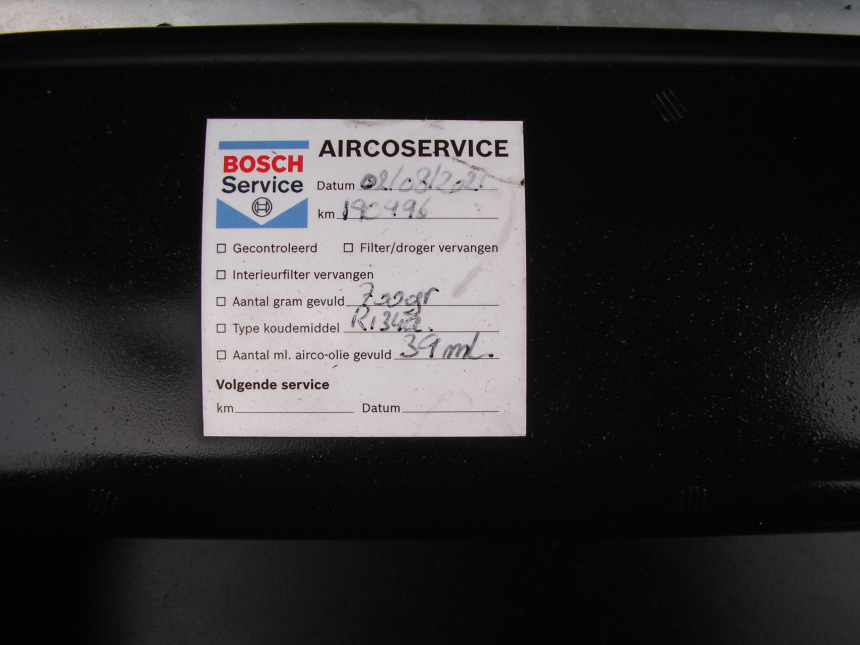 AIRCOSERVICE
BOSCH
Service
Datum 02/08/2021
km 190496
Gecontroleerd
Filter/droger vervangen
Interieurfilter vervangen
Aantal gram gevuld 700gr
Type koudemiddel R134a.
Aantal ml. airco-olie gevuld 39 ml.
Volgende service
km Datum